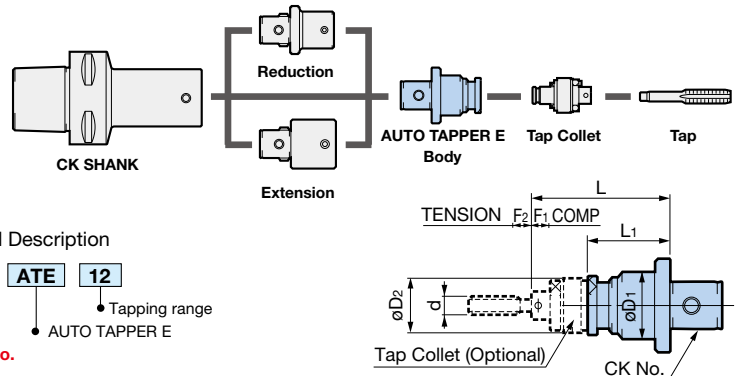 Reduction
CK SHANK
AUTO TAPPER E
Body
Tap Collet
Tap
Extension
l Description
ATE 12
Tapping range
AUTO TAPPER E
o.
L
TENSION F2 F1 COMP
L1
øD2
d
øD1
Tap Collet (Optional)
CK No.